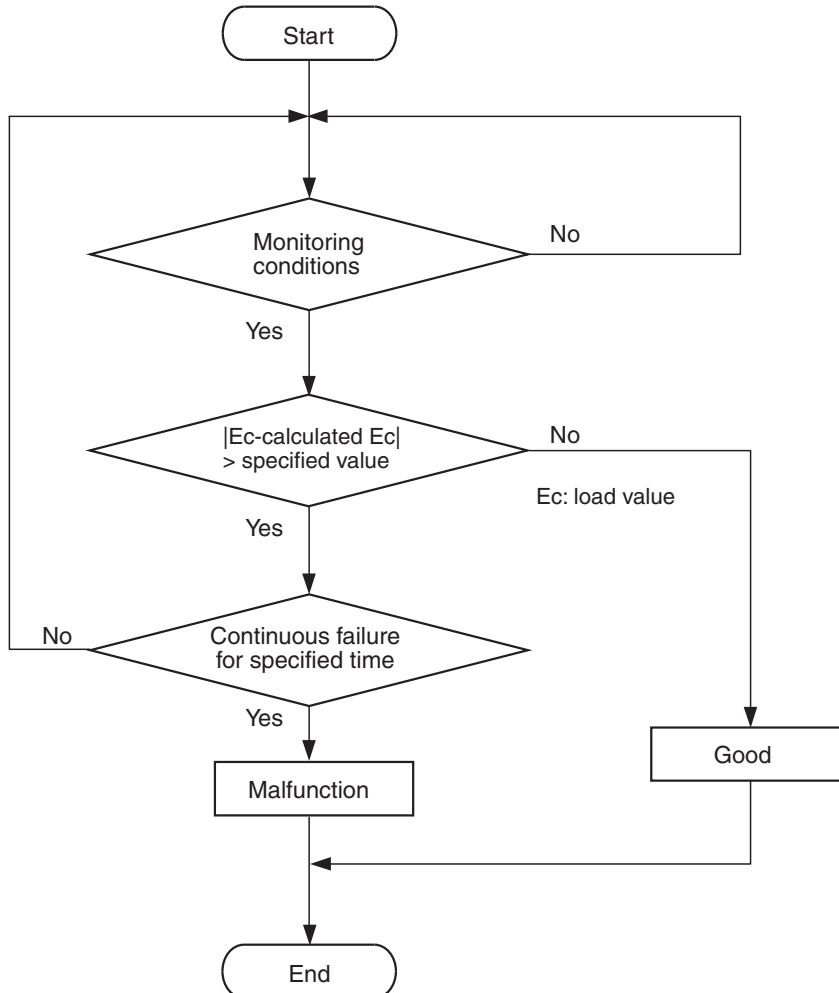 Start
Monitoring
conditions
No
Yes
|Ec-calculated Ec|
> specified value
No
Ec: load value
Yes
Continuous failure
for specified time
No
Yes
Malfunction
Good
End